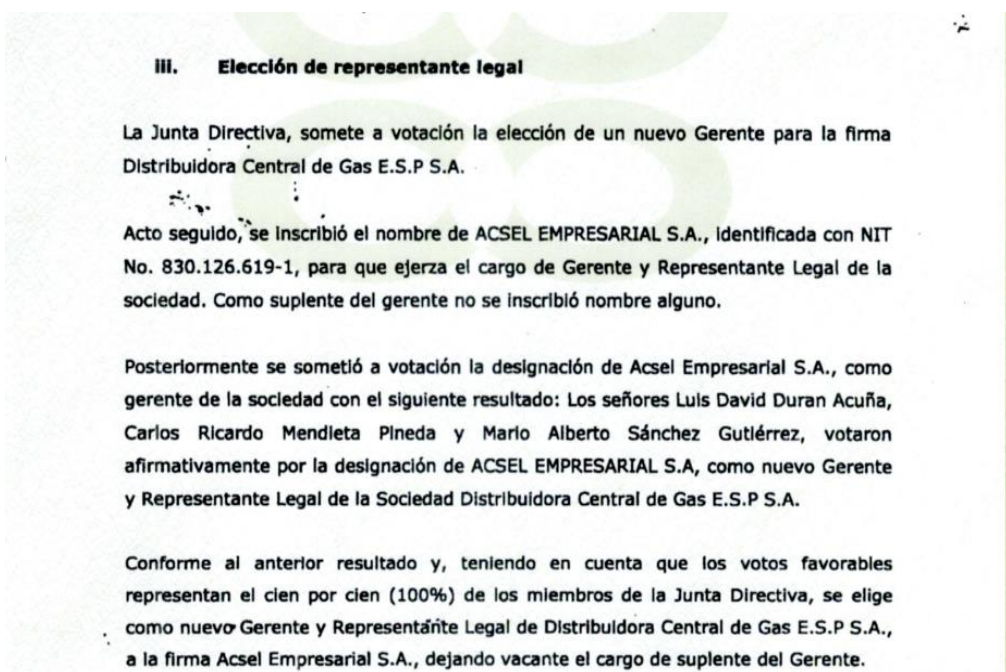 iii. Elección de representante legal
La Junta Directiva, somete a votación la elección de un nuevo Gerente para la firma
Distribuidora Central de Gas E.S.P S.A.
Acto seguido, se inscribió el nombre de ACSEL EMPRESARIAL S.A., identificada con NIT
No. 830.126.619-1, para que ejerza el cargo de Gerente y Representante Legal de la
sociedad. Como suplente del gerente no se inscribió nombre alguno.
Posteriormente se sometió a votación la designación de Acsel Empresarial S.A., como
gerente de la sociedad con el siguiente resultado: Los señores Luis David Duran Acuña,
Carlos Ricardo Mendieta Pineda y Mario Alberto Sánchez Gutiérrez, votaron
afirmativamente por la designación de ACSEL EMPRESARIAL S.A, como nuevo Gerente
y Representante Legal de la Sociedad Distribuidora Central de Gas E.S.P S.A.
Conforme al anterior resultado y, teniendo en cuenta que los votos favorables
representan el cien por cien (100%) de los miembros de la Junta Directiva, se elige
como nuevo Gerente y Representante Legal de Distribuidora Central de Gas E.S.P S.A.,
a la firma Acsel Empresarial S.A., dejando vacante el cargo de suplente del Gerente.